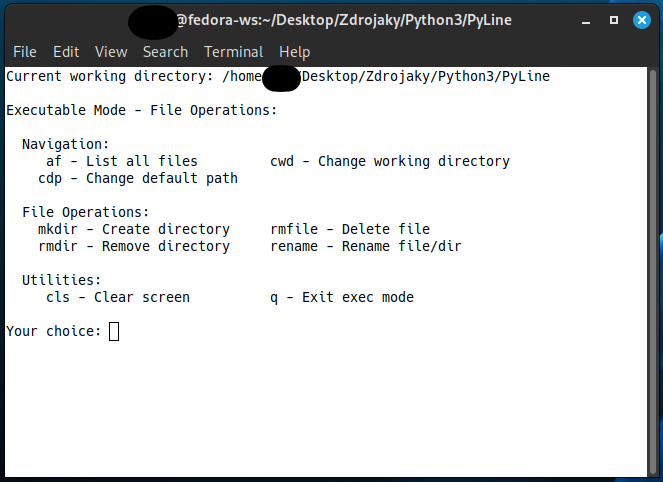 @fedora-ws:~/Desktop/Zdrojaky/Python3/PyLine
File Edit View Search Terminal Help
Current working directory: /home /Desktop/Zdrojaky/Python3/PyLine
Executable Mode - File Operations:
Navigation:
af - List all files cwd - Change working directory
cdp - Change default path
File Operations:
mkdir - Create directory rmfile - Delete file
rmdir - Remove directory rename - Rename file/dir
Utilities:
cls - Clear screen q - Exit exec mode
Your choice: